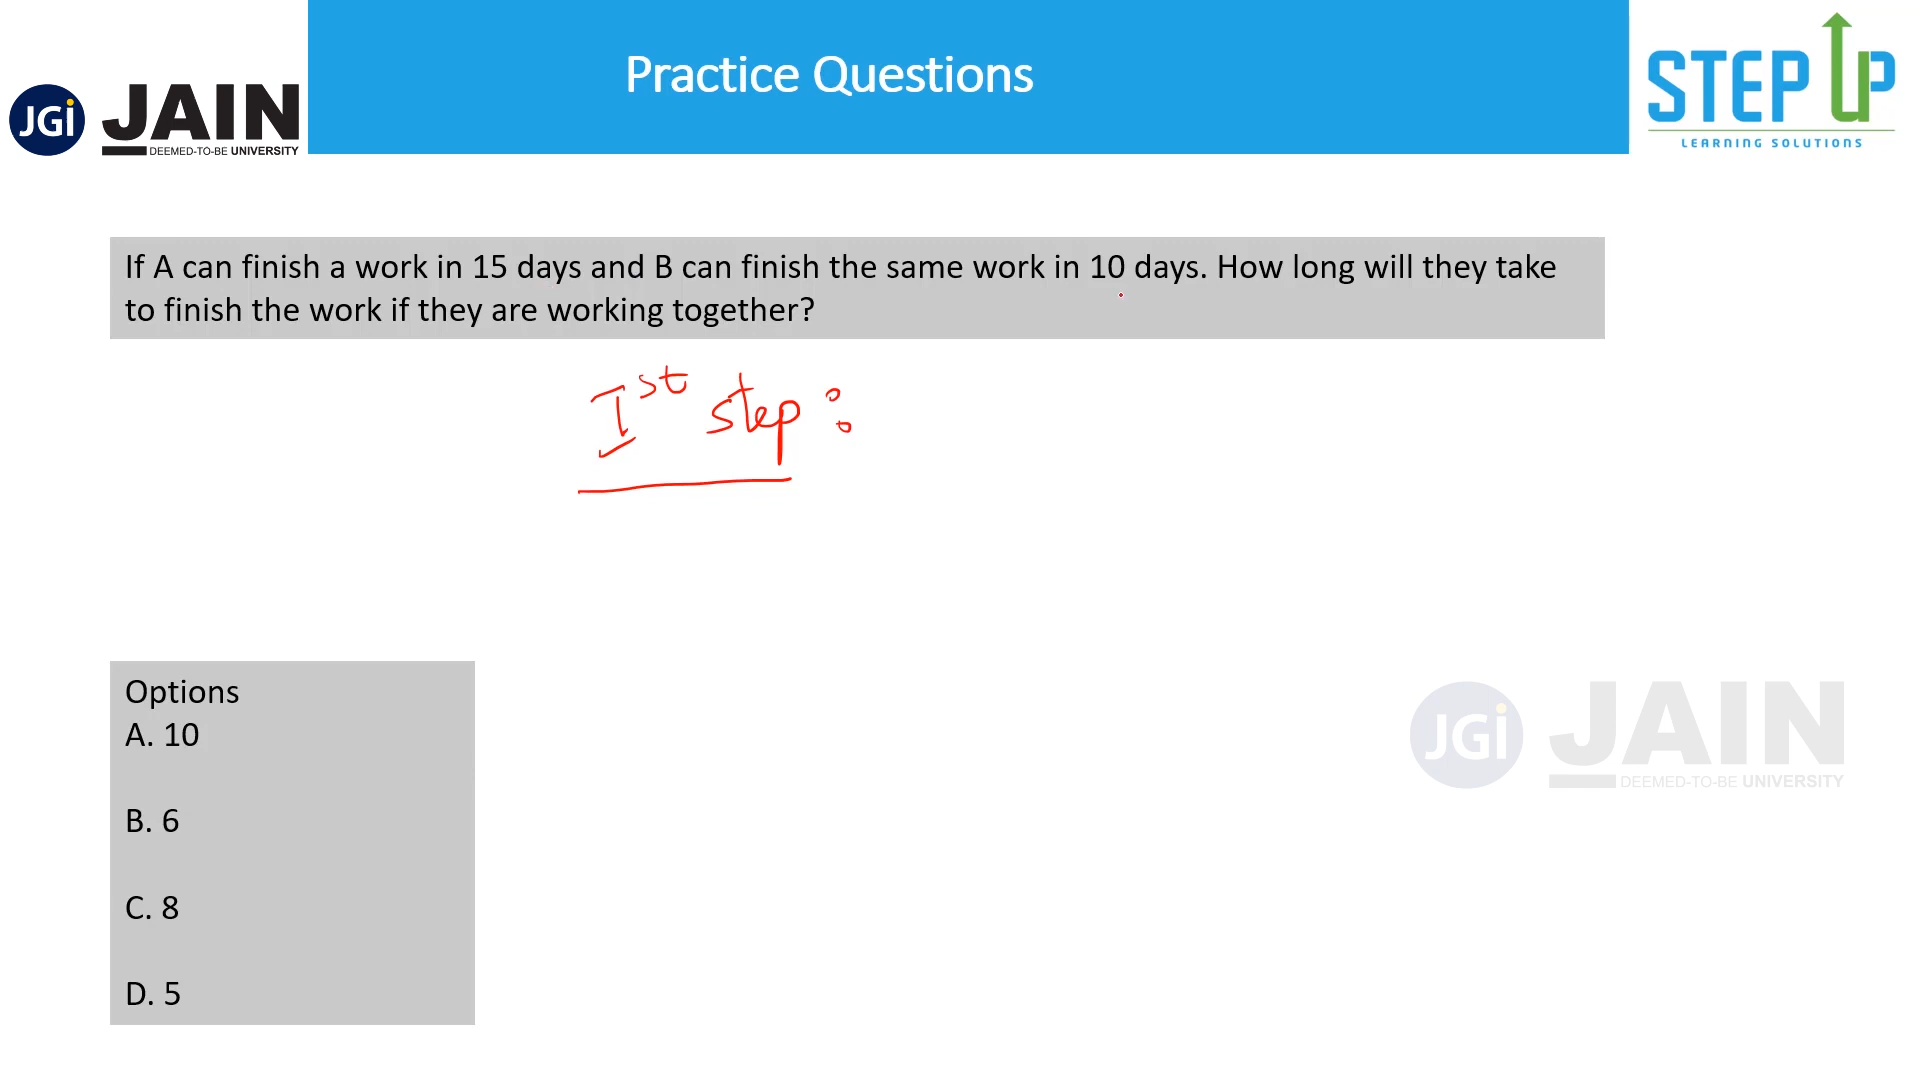 Practice Questions
JGi JAIN
DEEMED-TO-BE UNIVERSITY
STEP UP
LEARNING SOLUTIONS
If A can finish a work in 15 days and B can finish the same work in 10 days. How long will they take
to finish the work if they are working together?
Ist step :
Options
A. 10
B. 6
C. 8
D. 5
JGi JAIN
DEEMED-TO-BE UNIVERSITY